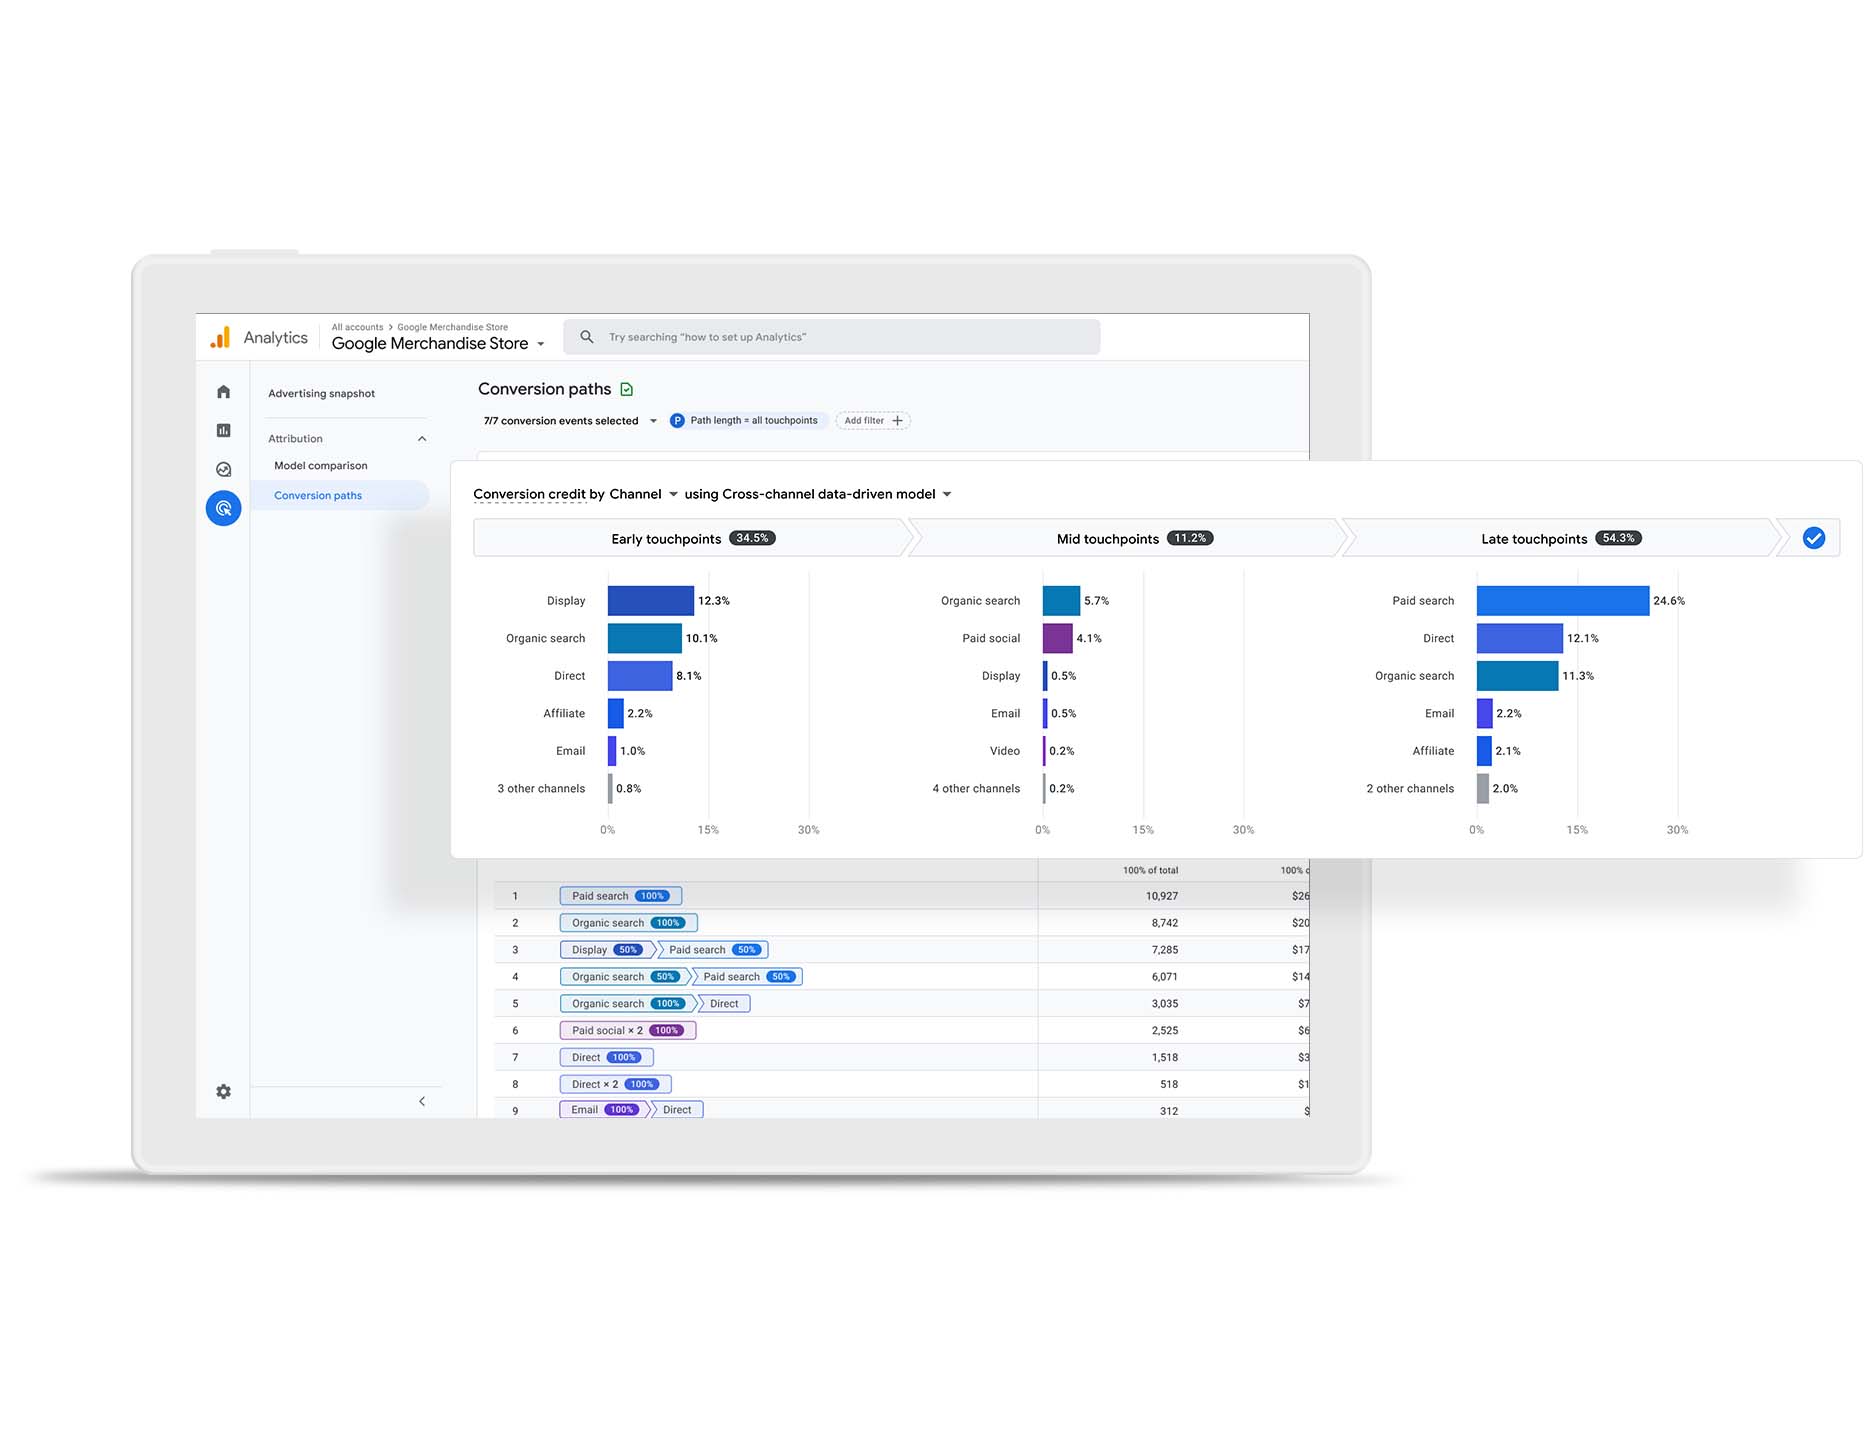 Analytics
All accounts > Google Merchandise Store
Google Merchandise Store
Try searching “how to set up Analytics”
Advertising snapshot
Attribution
Model comparison
Conversion paths
Conversion paths
7/7 conversion events selected
P Path length = all touchpoints
Add filter +
Conversion credit by Channel using Cross-channel data-driven model
Early touchpoints 34.5%
Display 12.3%
Organic search 10.1%
Direct 8.1%
Affiliate 2.2%
Email 1.0%
3 other channels 0.8%
0% 15% 30%
Mid touchpoints 11.2%
Organic search 5.7%
Paid social 4.1%
Display 0.5%
Email 0.5%
Video 0.2%
4 other channels 0.2%
0% 15% 30%
Late touchpoints 54.3%
Paid search 24.6%
Direct 12.1%
Organic search 11.3%
Email 2.2%
Affiliate 2.1%
2 other channels 2.0%
0% 15% 30%
100% of total 100%
1 Paid search 100% 10,927 $26
2 Organic search 100% 8,742 $20
3 Display 50% Paid search 50% 7,285 $17
4 Organic search 50% Paid search 50% 6,071 $14
5 Organic search 100% Direct 3,035 $7
6 Paid social × 2 100% 2,525 $6
7 Direct 100% 1,518 $3
8 Direct × 2 100% 518 $1
9 Email 100% Direct 312 $